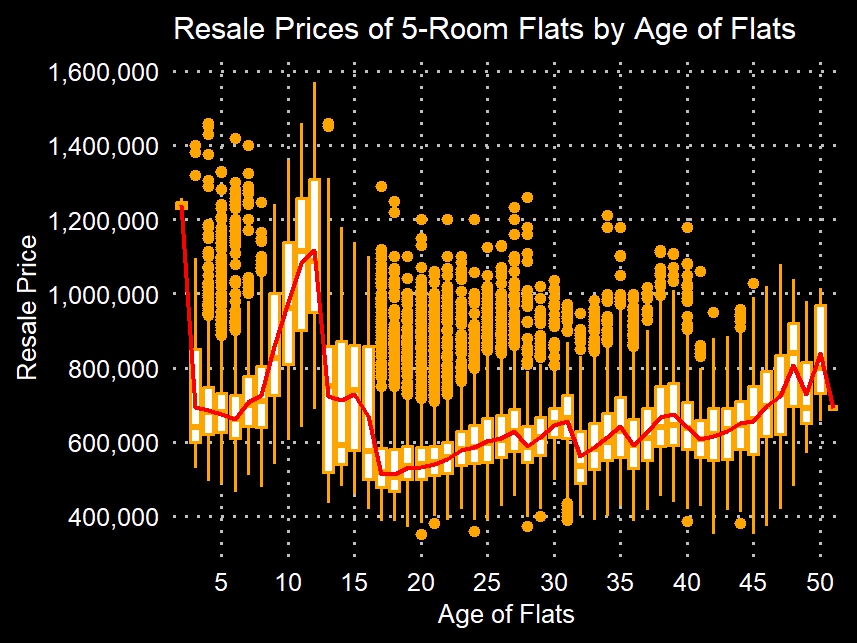 Resale Prices of 5-Room Flats by Age of Flats
Resale Price
1,600,000
1,400,000
1,200,000
1,000,000
800,000
600,000
400,000
5 10 15 20 25 30 35 40 45 50
Age of Flats